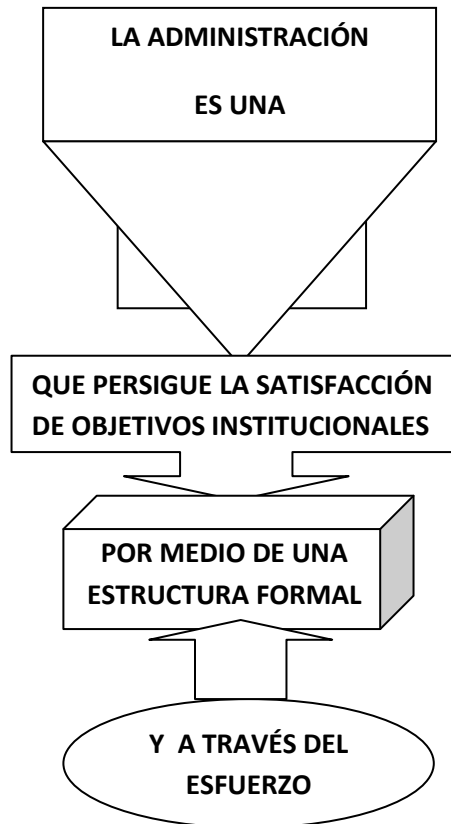 LA ADMINISTRACIÓN
ES UNA
QUE PERSIGUE LA SATISFACCIÓN
DE OBJETIVOS INSTITUCIONALES
POR MEDIO DE UNA
ESTRUCTURA FORMAL
Y A TRAVÉS DEL
ESFUERZO